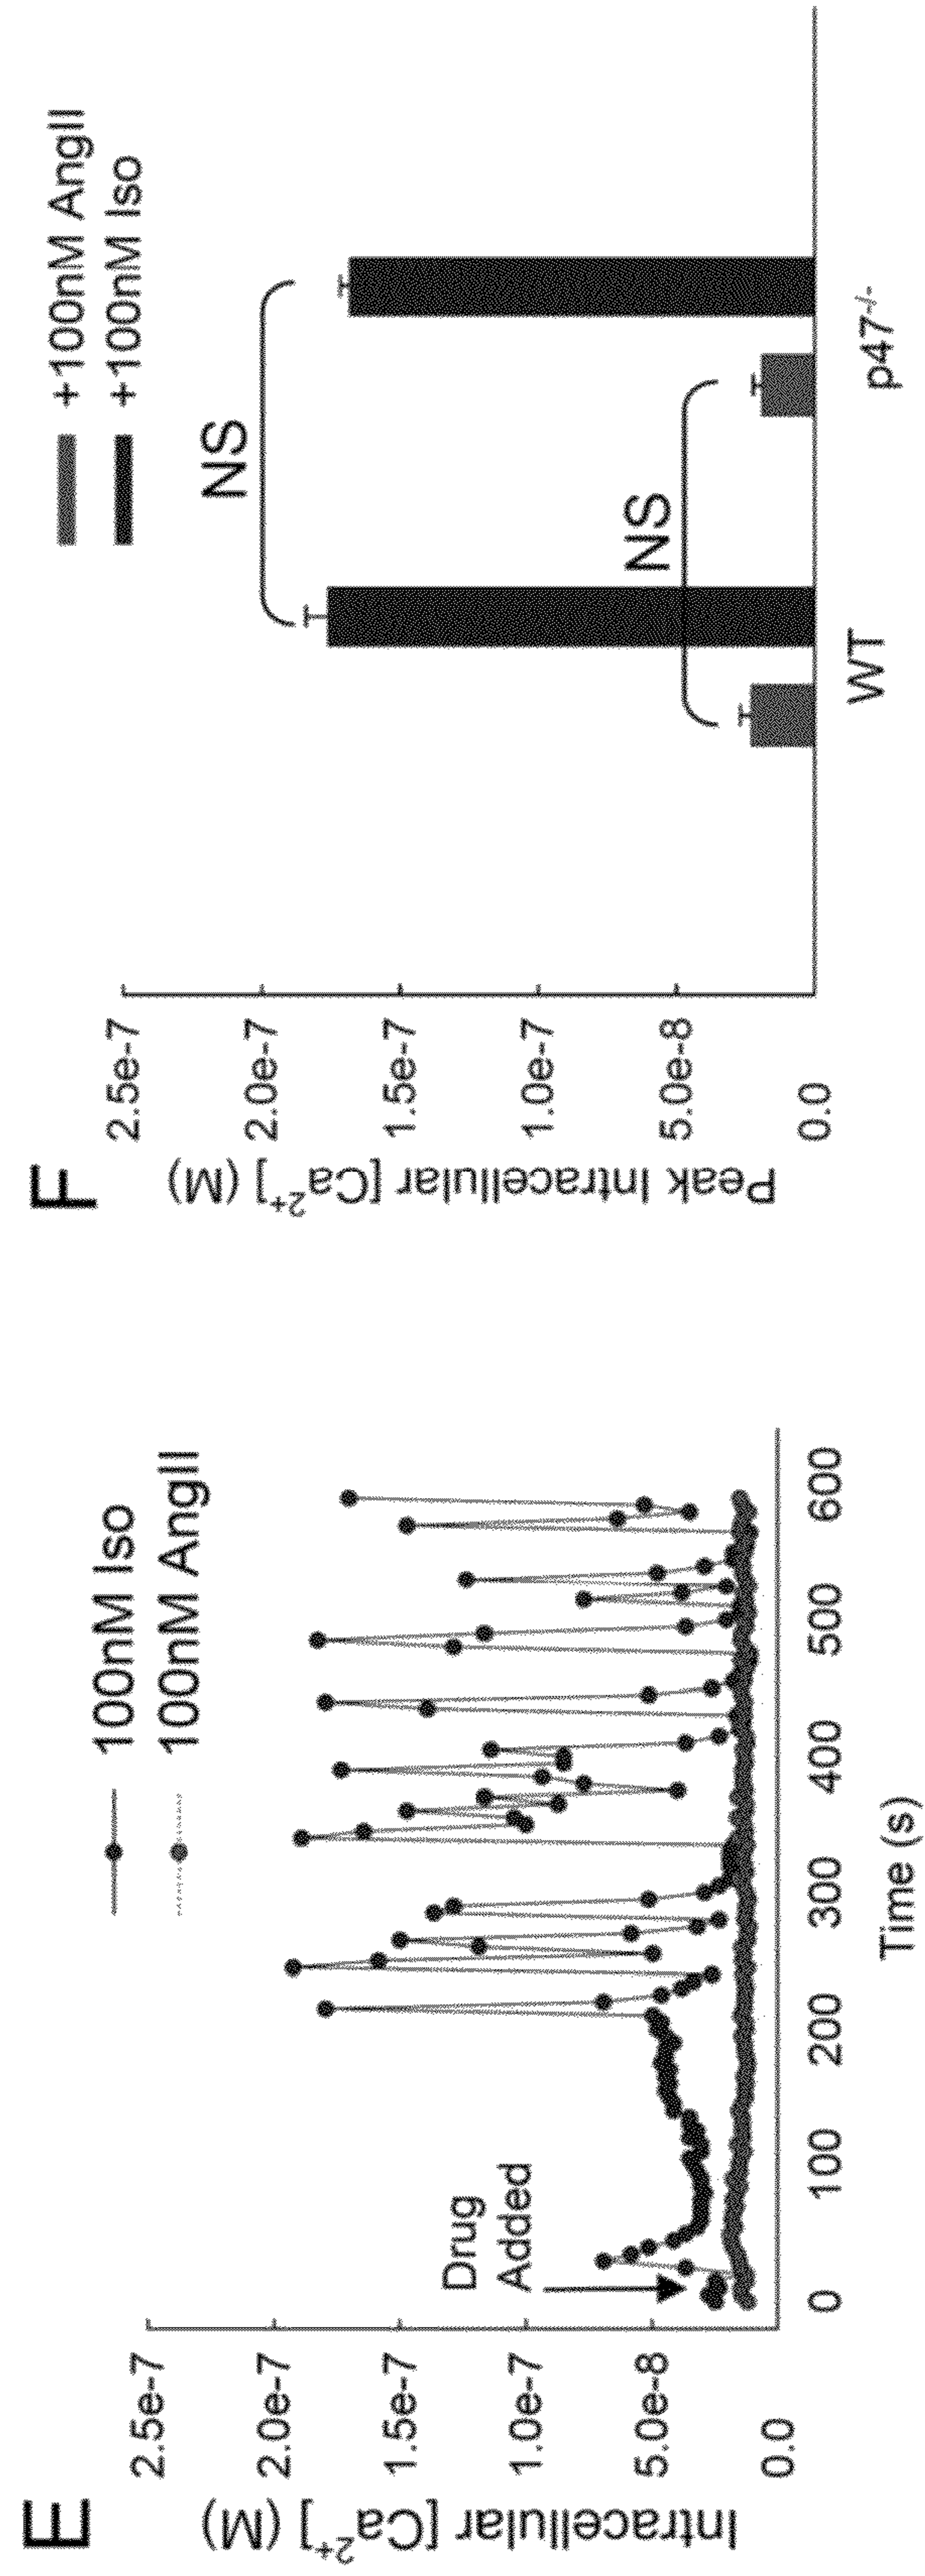 E
100nM Iso
100nM AngII
Drug
Added
2.5e-7
2.0e-7
1.5e-7
1.0e-7
5.0e-8
0.0
Intracellular [Ca2+] (M)
0 100 200 300 400 500 600
Time (s)
F
+100nM AngII
+100nM Iso
NS
NS
2.5e-7
2.0e-7
1.5e-7
1.0e-7
5.0e-8
0.0
Peak Intracellular [Ca2+] (M)
WT p47-/-